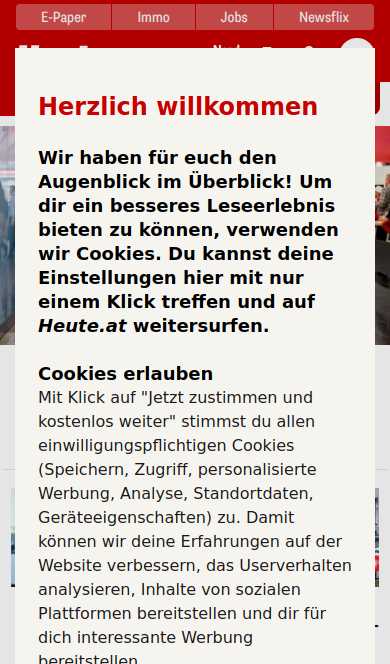 E-Paper
Immo
Jobs
Newsflix
Herzlich willkommen
Wir haben für euch den
Augenblick im Überblick! Um
dir ein besseres Leseerlebnis
bieten zu können, verwenden
wir Cookies. Du kannst deine
Einstellungen hier mit nur
einem Klick treffen und auf
Heute.at weitersurfen.
Cookies erlauben
Mit Klick auf "Jetzt zustimmen und
kostenlos weiter" stimmst du allen
einwilligungspflichtigen Cookies
(Speichern, Zugriff, personalisierte
Werbung, Analyse, Standortdaten,
Geräteeigenschaften) zu. Damit
können wir deine Erfahrungen auf der
Website verbessern, das Userverhalten
analysieren, Inhalte von sozialen
Plattformen bereitstellen und dir für
dich interessante Werbung
bereitstellen